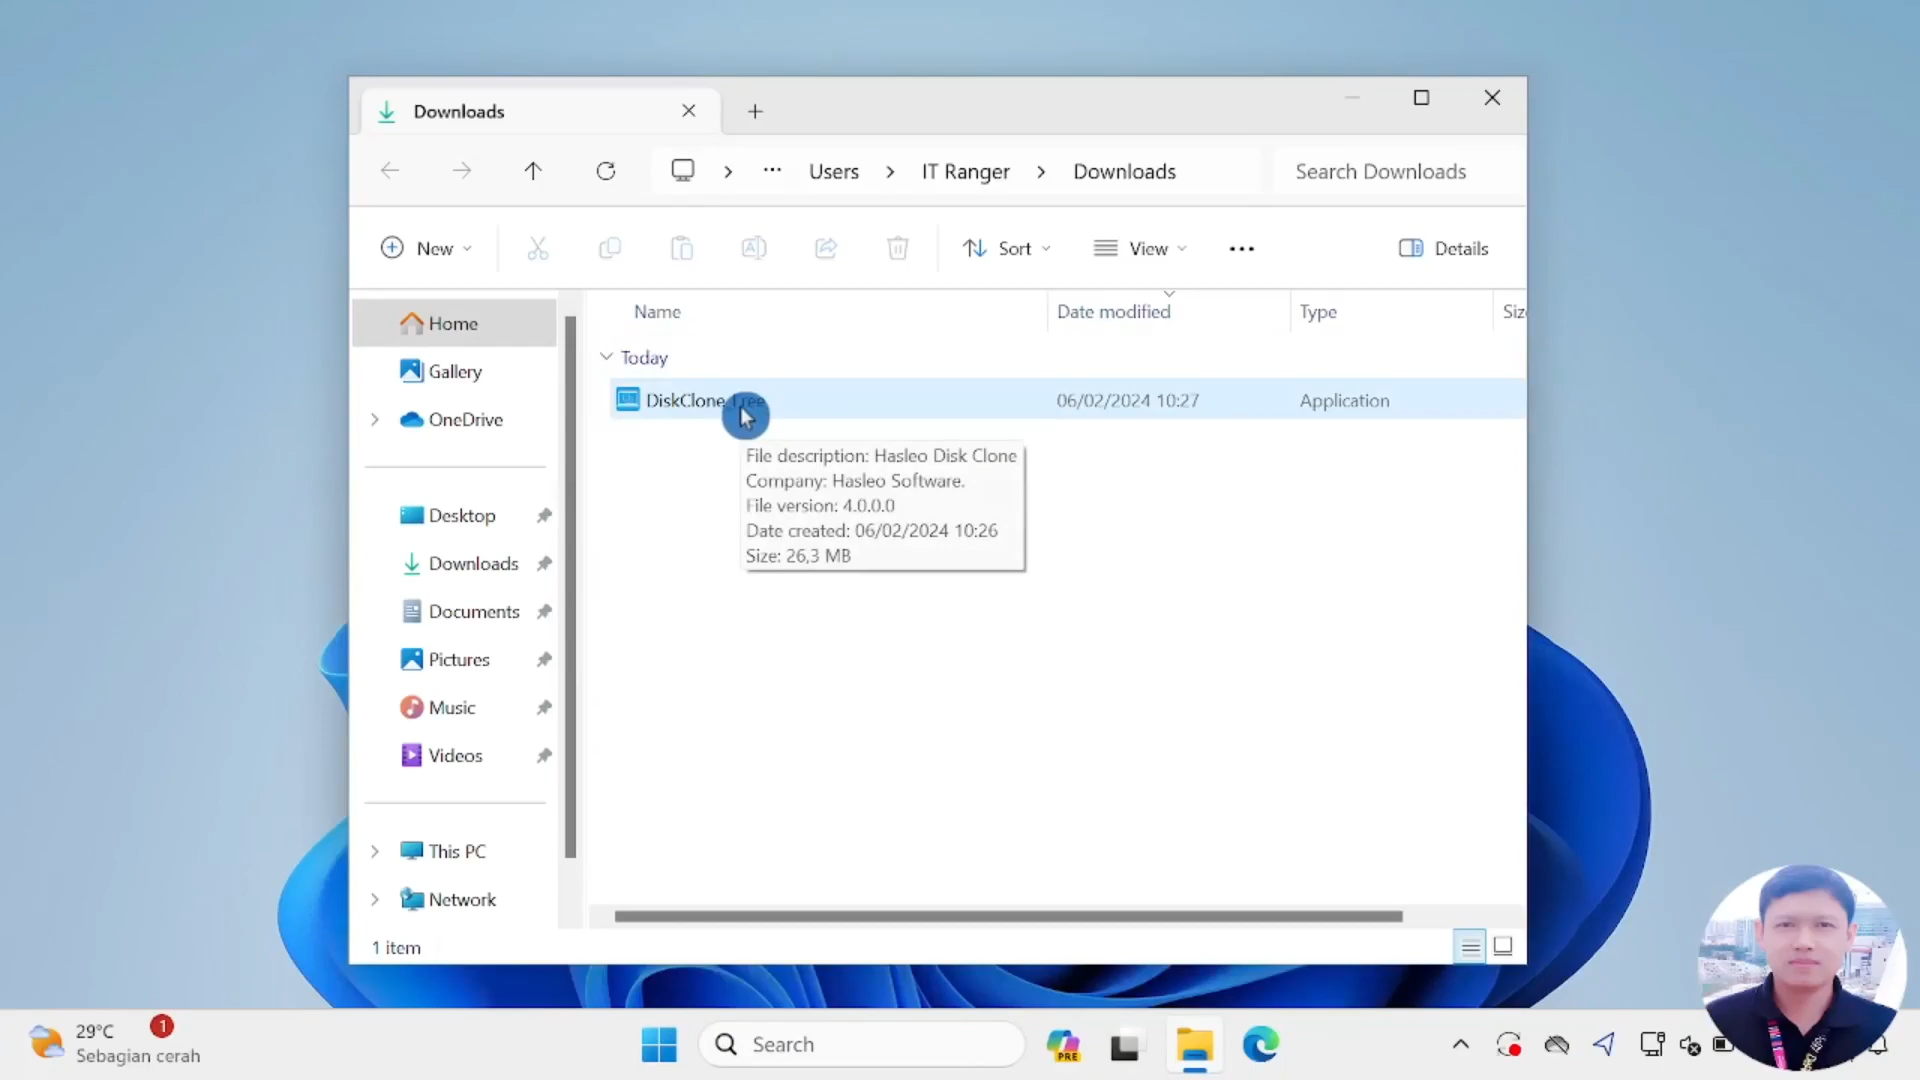 Downloads
Users
IT Ranger
Downloads
Search Downloads
New
Sort
View
Details
Home
Gallery
OneDrive
Desktop
Downloads
Documents
Pictures
Music
Videos
This PC
Network
Name
Date modified
Type
Today
DiskClone_Free
06/02/2024 10:27
Application
File description: Hasleo Disk Clone
Company: Hasleo Software.
File version: 4.0.0.0
Date created: 06/02/2024 10:26
Size: 26,3 MB
1 item
29°C
1
Sebagian cerah
Search
PRE